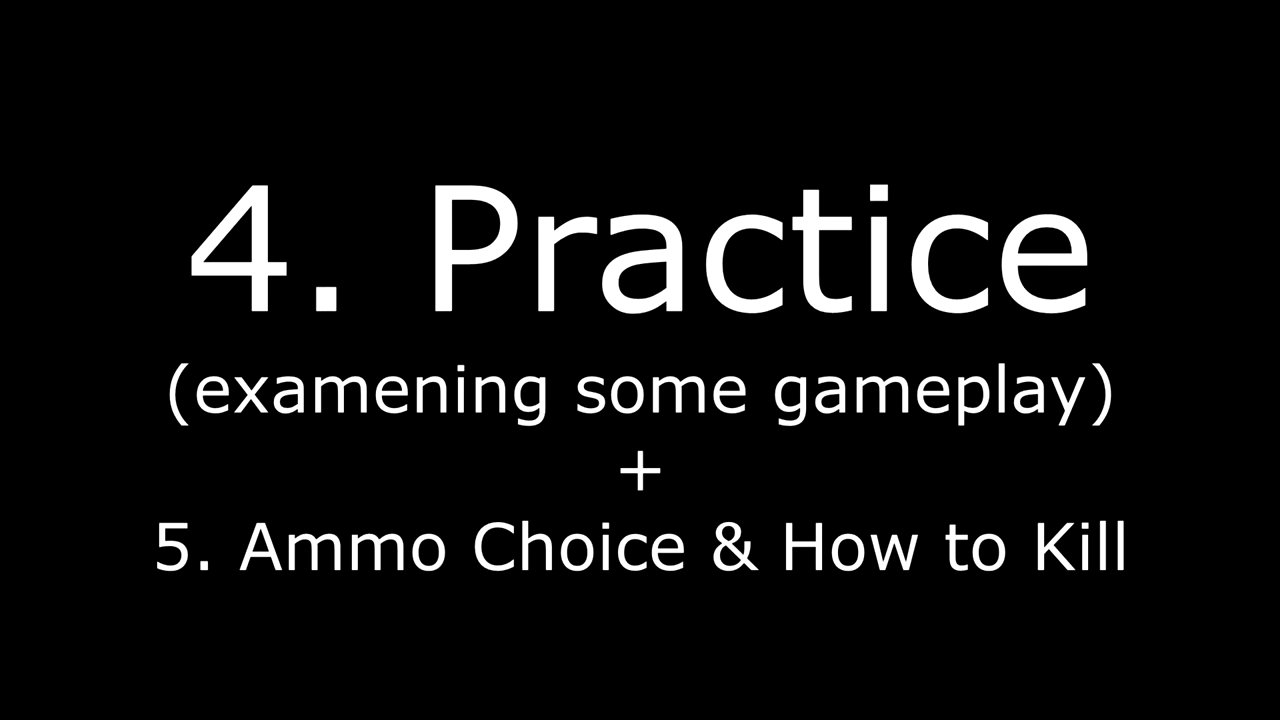 4. Practice
(examening some gameplay)
+
5. Ammo Choice & How to Kill